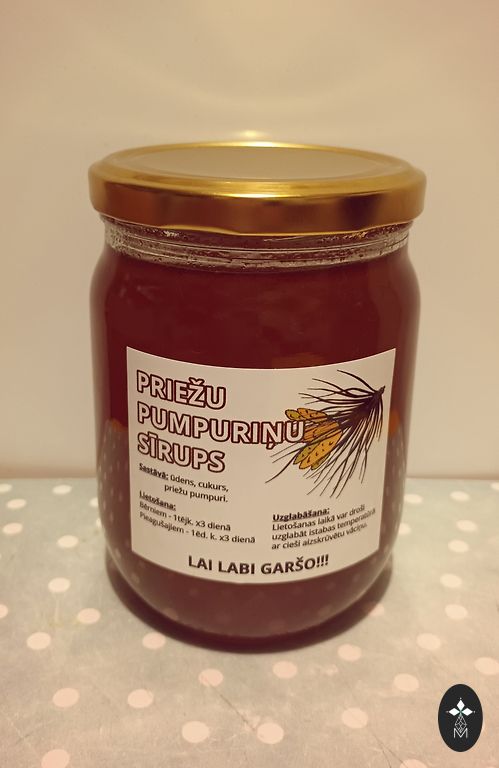 PRIEŽU
PUMPURIŅU
SĪRUPS
Sastāvā: ūdens, cukurs,
priežu pumpuri.
Lietošana:
Bērniem - 1tējk. x3 dienā
Pieagušajiem - 1ēd. k. x3 dienā
Uzglabāšana:
Lietošanas laikā var droši
uzglabāt istabas temperatūrā
ar cieši aizskrūvētu vāciņu.
LAI LABI GARŠO!!!
M